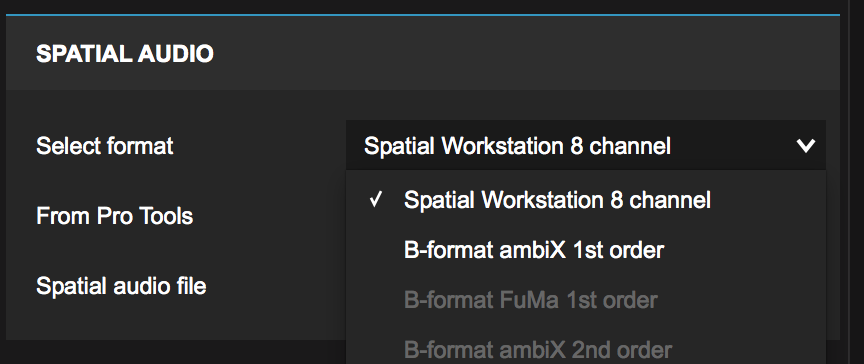 SPATIAL AUDIO
Select format
Spatial Workstation 8 channel
Spatial Workstation 8 channel
From Pro Tools
B-format ambiX 1st order
Spatial audio file
B-format FuMa 1st order
B-format ambiX 2nd order